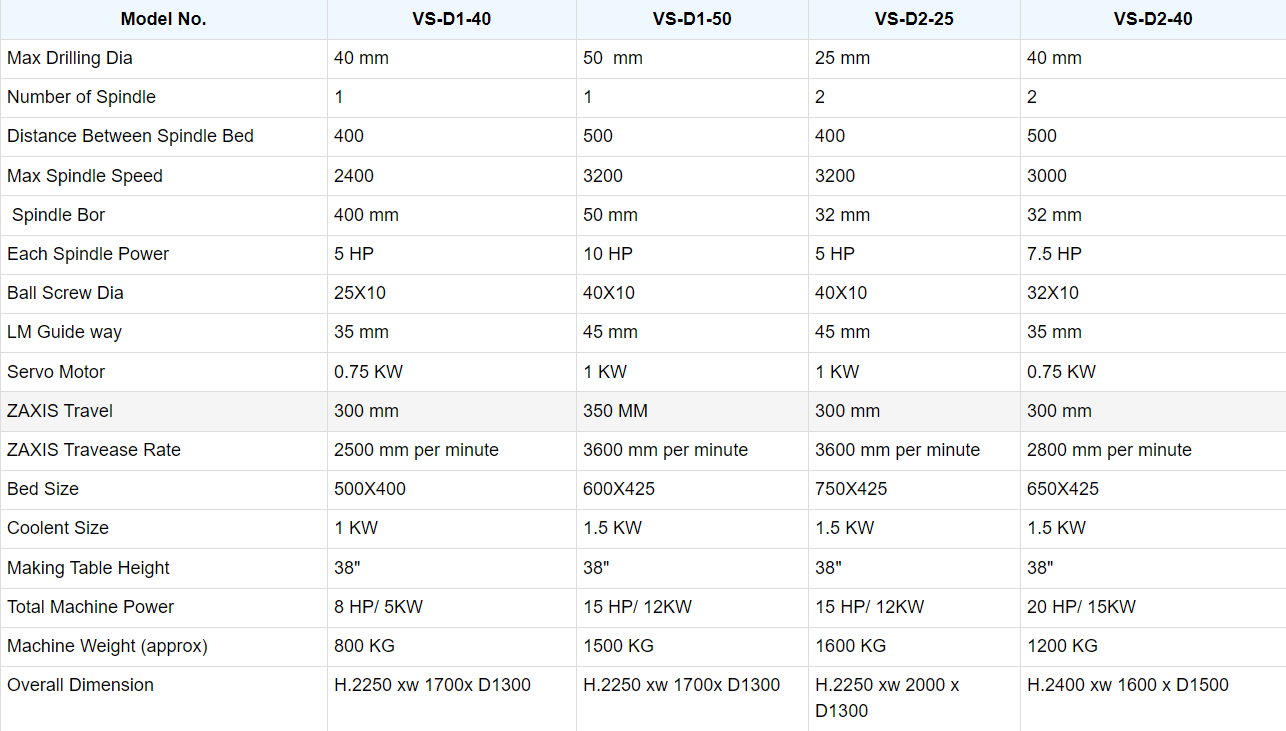 Model No. VS-D1-40 VS-D1-50 VS-D2-25 VS-D2-40
Max Drilling Dia 40 mm 50 mm 25 mm 40 mm
Number of Spindle 1 1 2 2
Distance Between Spindle Bed 400 500 400 500
Max Spindle Speed 2400 3200 3200 3000
Spindle Bor 400 mm 50 mm 32 mm 32 mm
Each Spindle Power 5 HP 10 HP 5 HP 7.5 HP
Ball Screw Dia 25X10 40X10 40X10 32X10
LM Guide way 35 mm 45 mm 45 mm 35 mm
Servo Motor 0.75 KW 1 KW 1 KW 0.75 KW
ZAXIS Travel 300 mm 350 MM 300 mm 300 mm
ZAXIS Travease Rate 2500 mm per minute 3600 mm per minute 3600 mm per minute 2800 mm per minute
Bed Size 500X400 600X425 750X425 650X425
Coolent Size 1 KW 1.5 KW 1.5 KW 1.5 KW
Making Table Height 38" 38" 38" 38"
Total Machine Power 8 HP/ 5KW 15 HP/ 12KW 15 HP/ 12KW 20 HP/ 15KW
Machine Weight (approx) 800 KG 1500 KG 1600 KG 1200 KG
Overall Dimension H.2250 xw 1700x D1300 H.2250 xw 1700x D1300 H.2250 xw 2000 x H.2400 xw 1600 x D1500
D1300